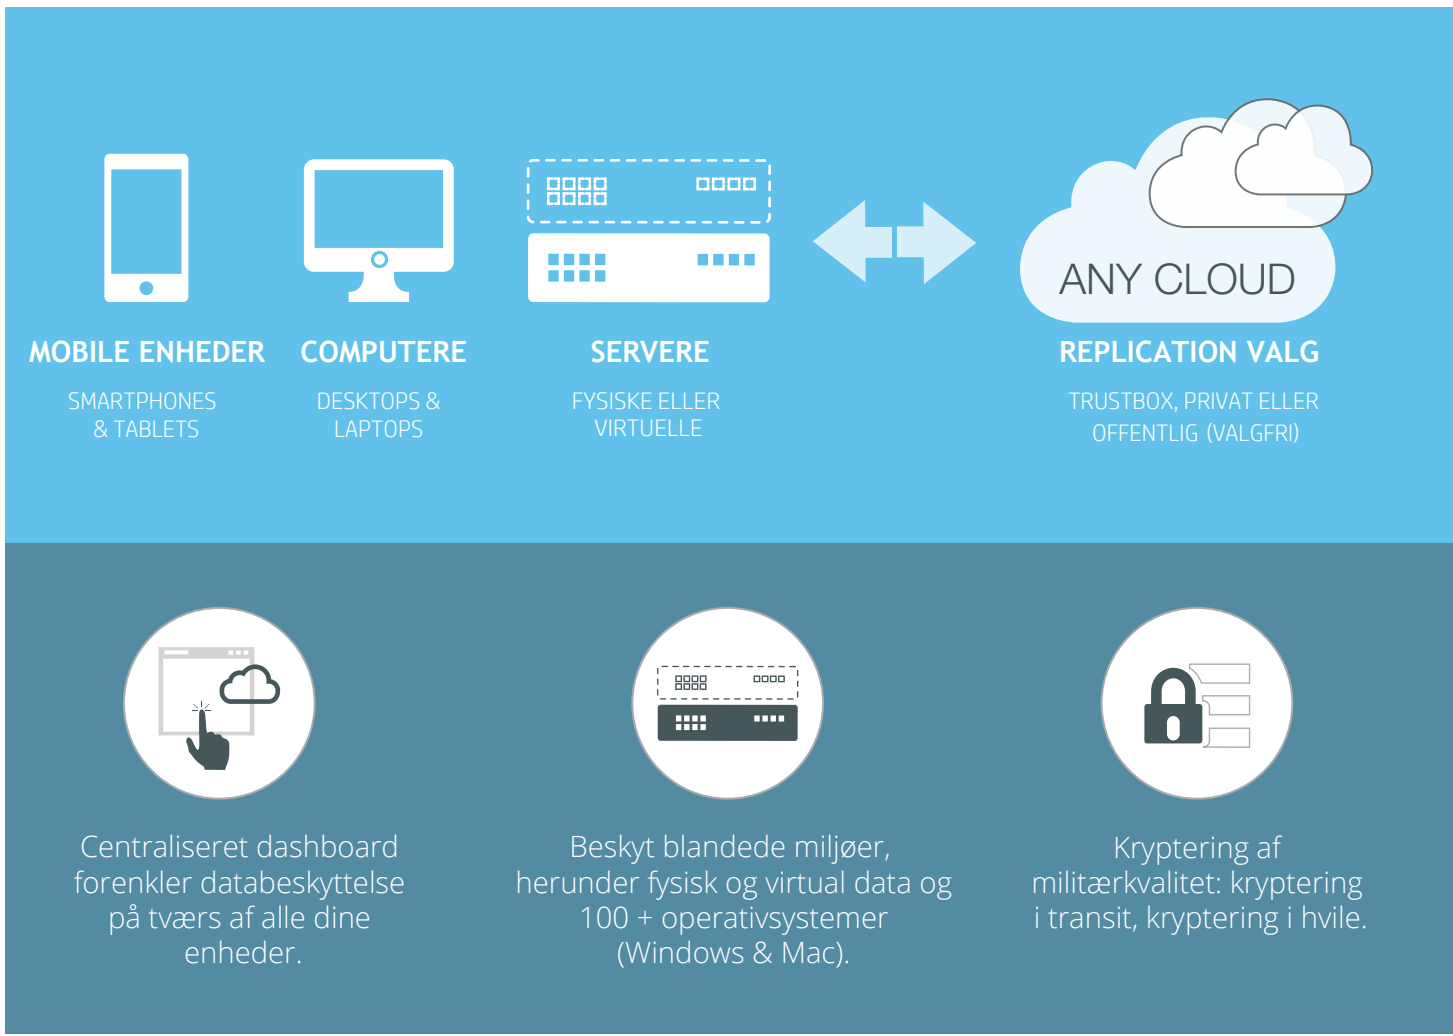 ANY CLOUD
MOBILE ENHEDER
SMARTPHONES
& TABLETS
COMPUTERE
DESKTOPS &
LAPTOPS
SERVERE
FYSISKE ELLER
VIRTUELLE
REPLICATION VALG
TRUSTBOX, PRIVAT ELLER
OFFENTLIG (VALGFRI)
Centraliseret dashboard
forenkler databeskyttelse
på tværs af alle dine
enheder.
Beskyt blandede miljøer,
herunder fysisk og virtual data og
100 + operativsystemer
(Windows & Mac).
Kryptering af
militærkvalitet: kryptering
i transit, kryptering i hvile.